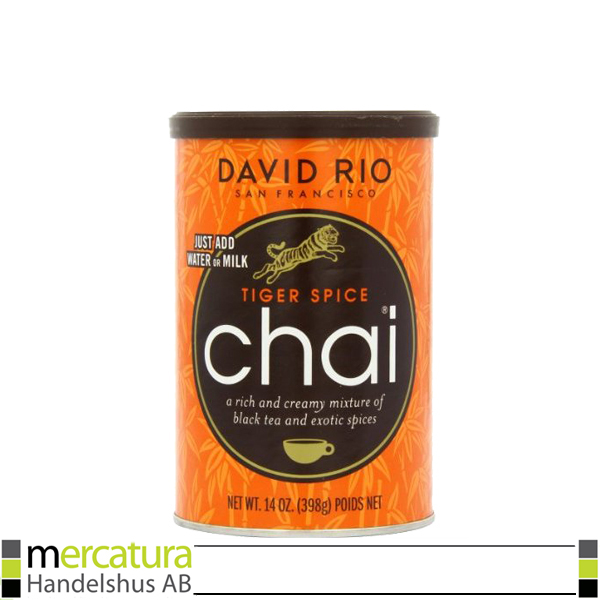 DAVID RIO
SAN FRANCISCO
JUST ADD
WATER OR MILK
TIGER SPICE
chai®
a rich and creamy mixture of
black tea and exotic spices
NET WT. 14 OZ. (398g) POIDS NET
mercatura
Handelshus AB